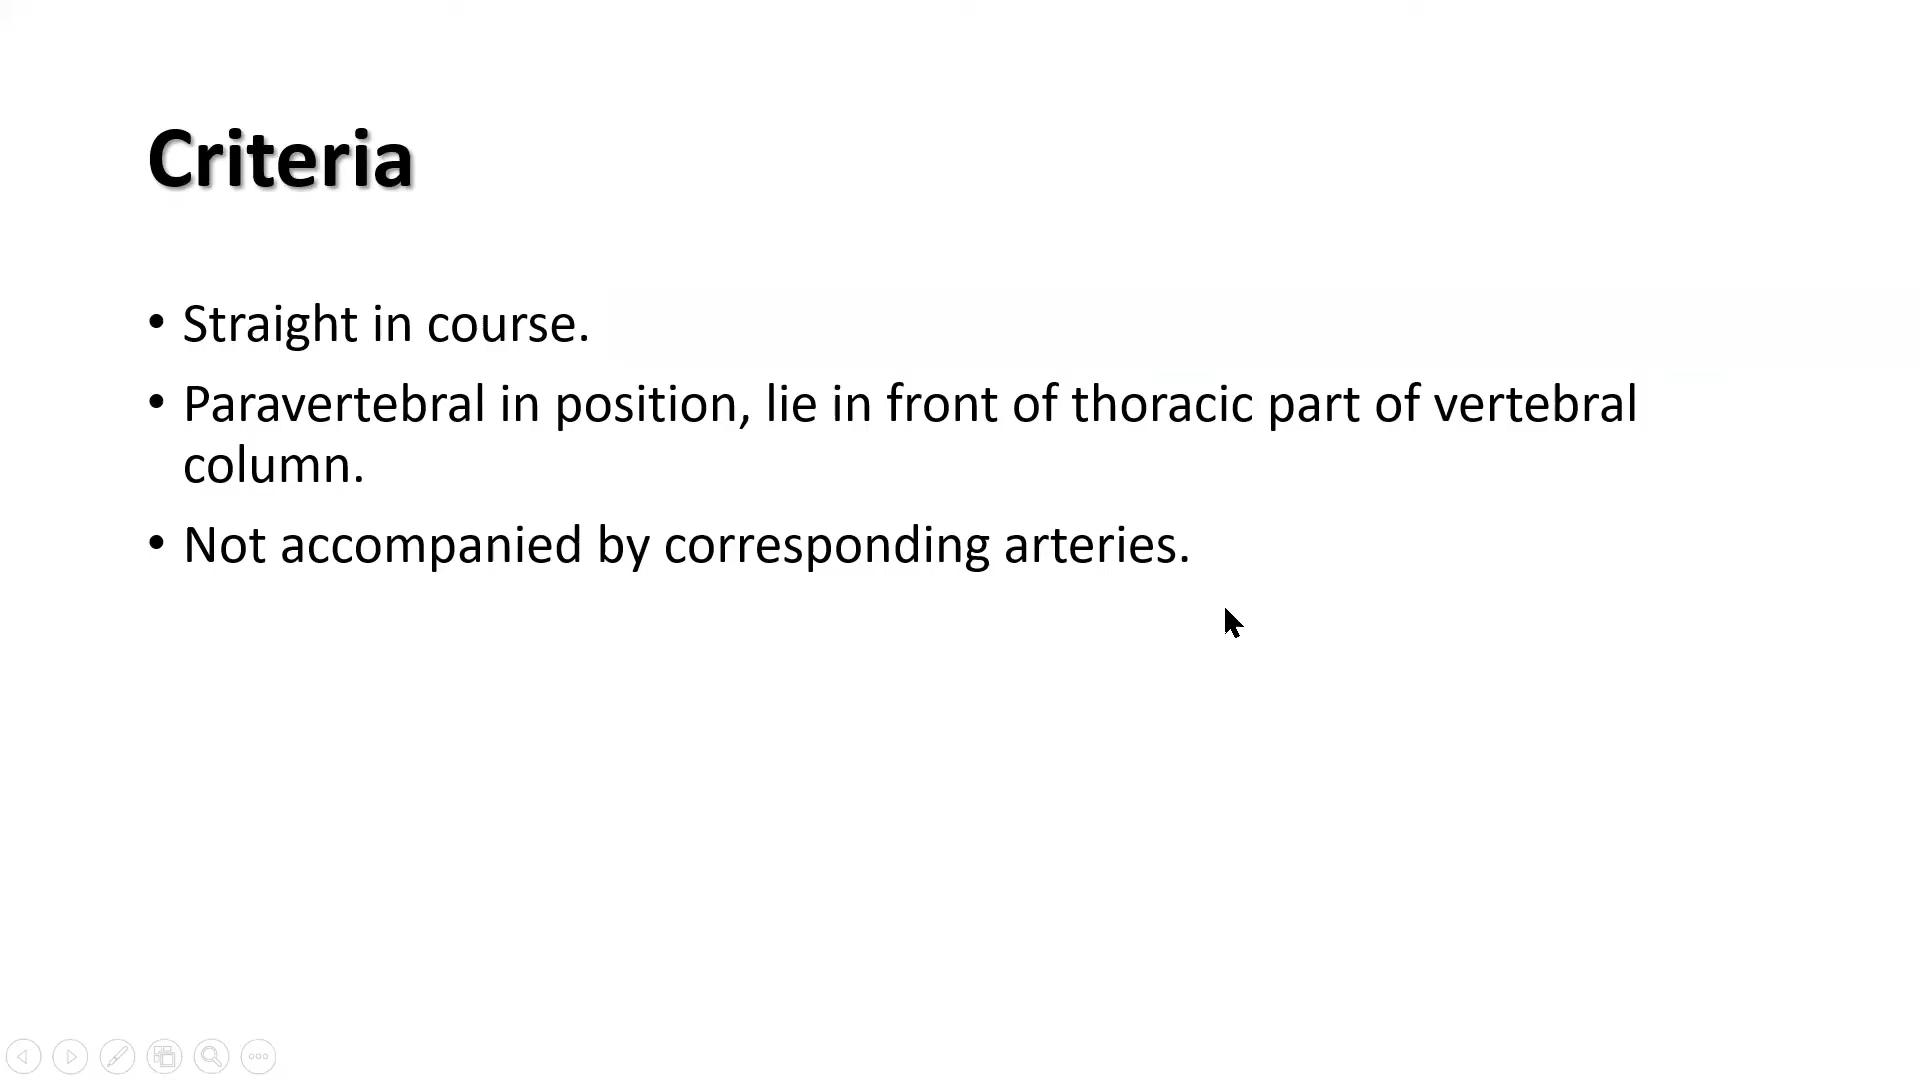 Criteria
• Straight in course.
• Paravertebral in position, lie in front of thoracic part of vertebral
column.
• Not accompanied by corresponding arteries.